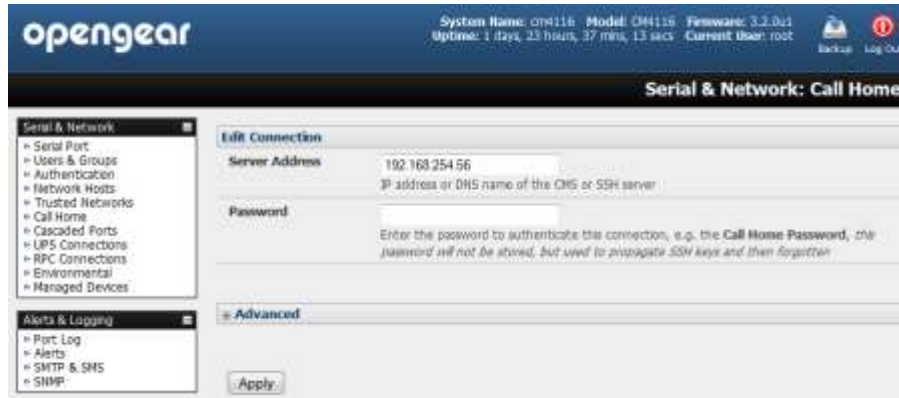 opengear
System Name: cm4116 Model: CM4116 Firmware: 3.2.0u1
Uptime: 1 days, 23 hours, 37 mins, 13 secs Current User: root
Backup
Log Out
Serial & Network: Call Home
Serial & Network
» Serial Port
» Users & Groups
» Authentication
» Network Hosts
» Trusted Networks
» Call Home
» Cascaded Ports
» UPS Connections
» RPC Connections
» Environmental
» Managed Devices
Alerts & Logging
» Port Log
» Alerts
» SMTP & SMS
» SNMP
Edit Connection
Server Address
192.168.254.56
IP address or DNS name of the CMS or SSH server
Password
Enter the password to authenticate this connection, e.g. the Call Home Password, the
password will not be stored, but used to propagate SSH keys and then forgotten
Advanced
Apply